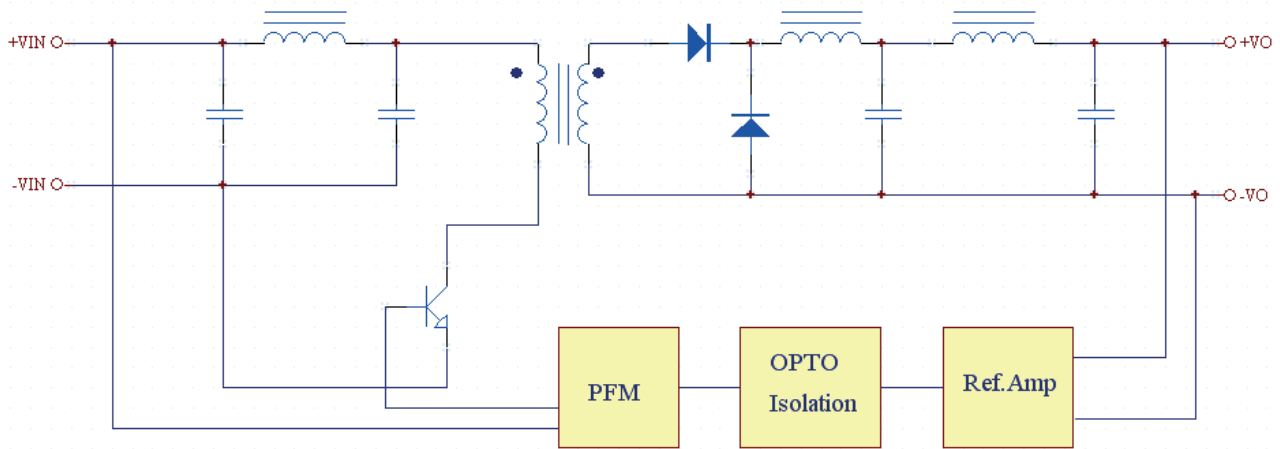 +VIN
+VO
-VIN
-VO
PFM
OPTO
Isolation
Ref.Amp